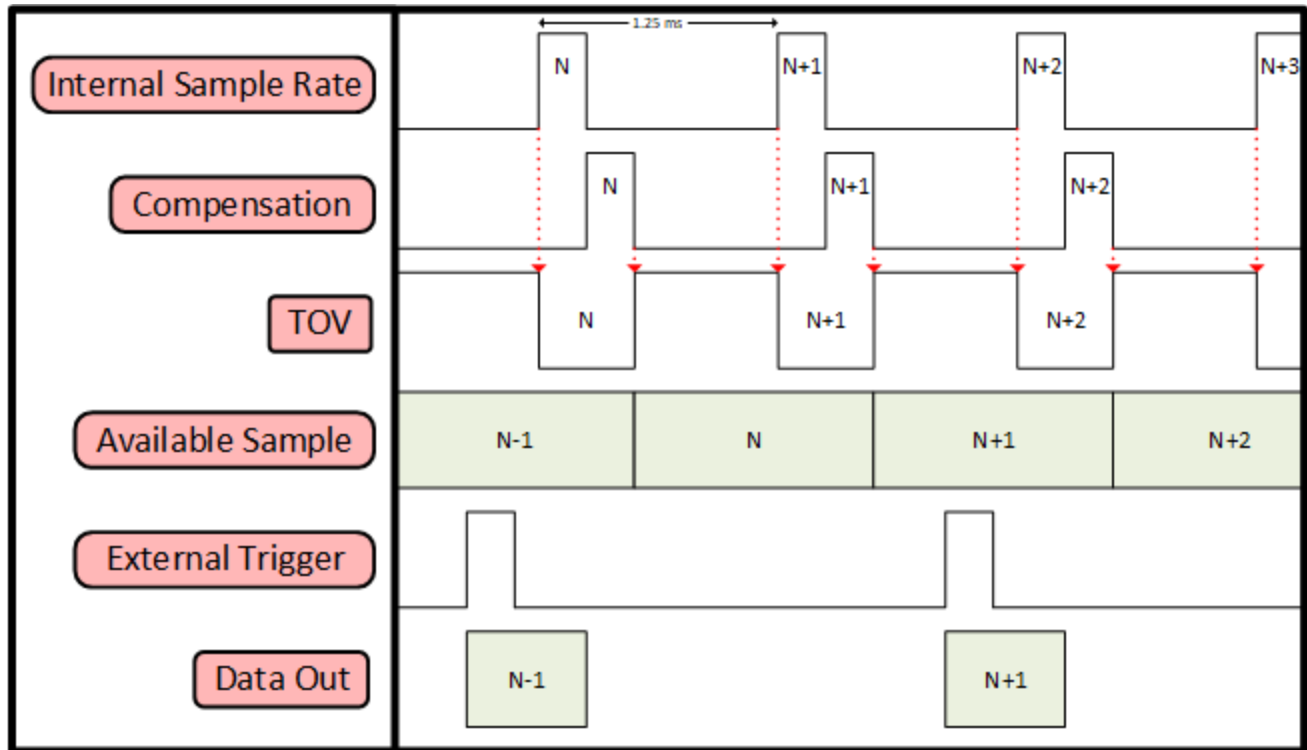 1.25 ms
Internal Sample Rate
N
N+1
N+2
N+3
Compensation
N
N+1
N+2
TOV
N
N+1
N+2
Available Sample
N-1
N
N+1
N+2
External Trigger
Data Out
N-1
N+1